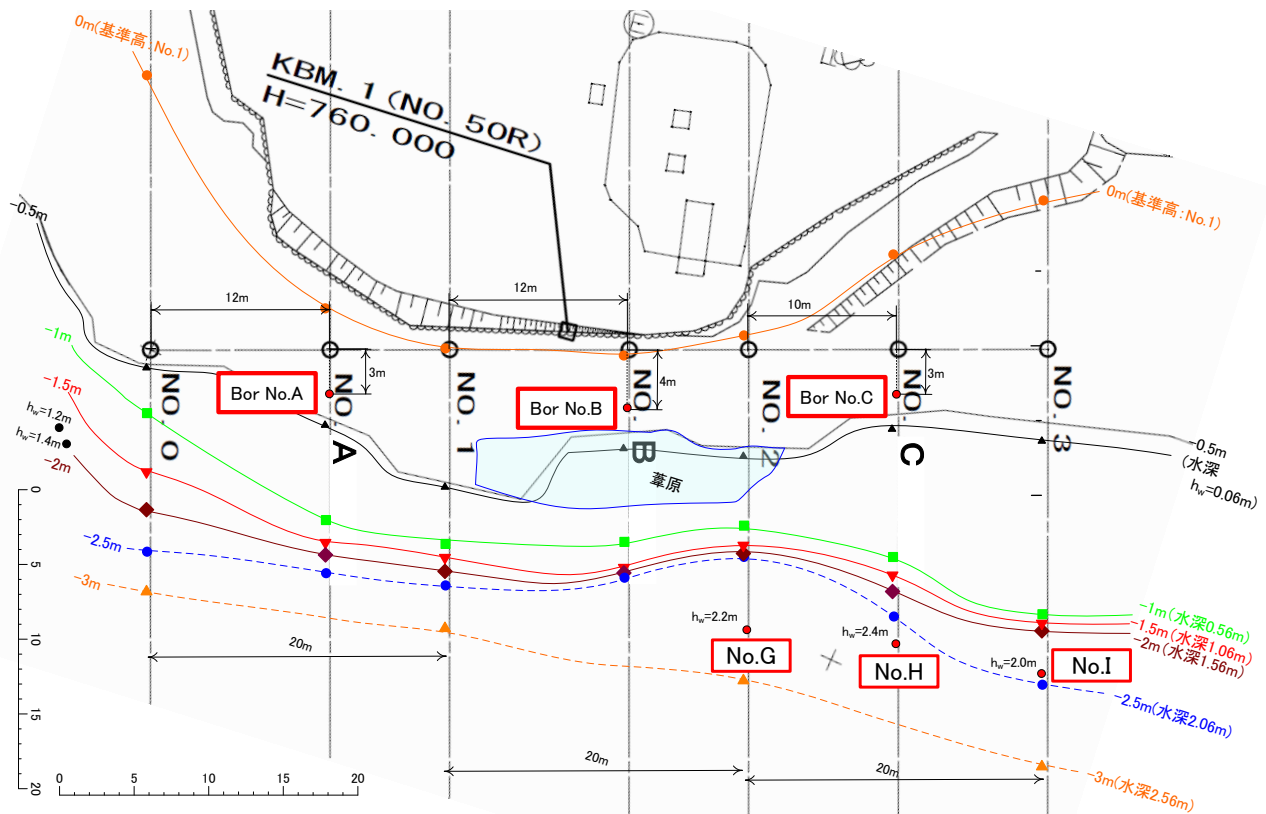 0m(基準高:No.1)
KBM. 1 (NO. 50R)
H=760. 000
0m(基準高:No.1)
-0.5m
12m
12m
10m
-1m
3m
4m
3m
-1.5m
Bor No.A
Bor No.B
Bor No.C
NO. 0
NO. A
NO. 1
NO. B
NO. 2
NO. C
NO. 3
hw=1.2m
hw=1.4m
-2m
葦原
-0.5m
(水深
hw=0.06m)
-2.5m
-3m
0
5
10
15
20
0
5
10
15
20
20m
hw=2.2m
No.G
hw=2.4m
No.H
hw=2.0m
No.I
-1m(水深0.56m)
-1.5m(水深1.06m)
-2m(水深1.56m)
-2.5m(水深2.06m)
20m
20m
-3m(水深2.56m)